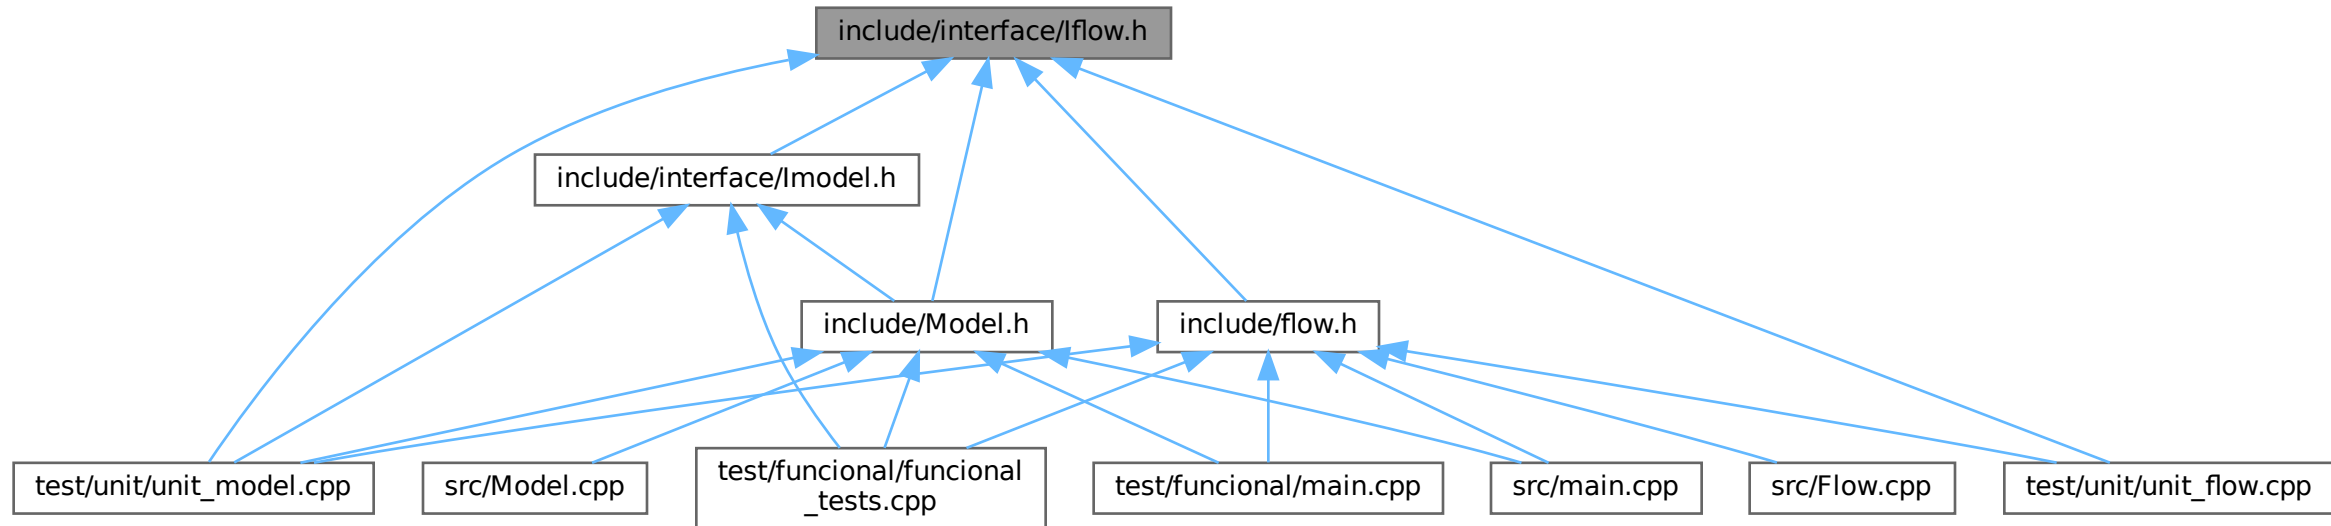 include/interface/Iflow.h
include/interface/Imodel.h
include/Model.h
include/flow.h
test/unit/unit_model.cpp
src/Model.cpp
test/funcional/funcional
_tests.cpp
test/funcional/main.cpp
src/main.cpp
src/Flow.cpp
test/unit/unit_flow.cpp